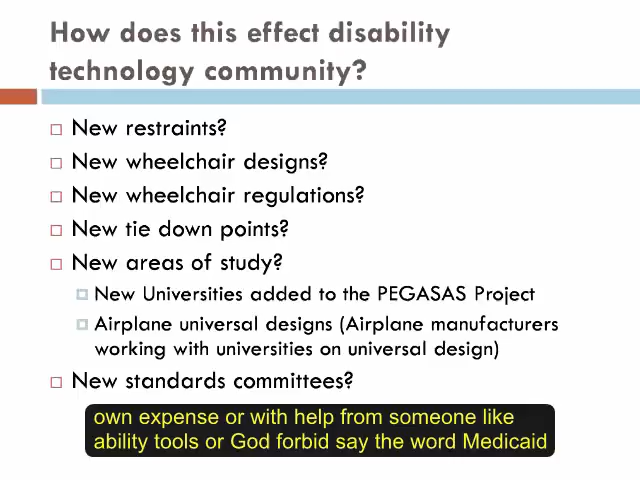 How does this effect disability
technology community?
New restraints?
New wheelchair designs?
New wheelchair regulations?
New tie down points?
New areas of study?
New Universities added to the PEGASAS Project
Airplane universal designs (Airplane manufacturers
working with universities on universal design)
New standards committees?
own expense or with help from someone like
ability tools or God forbid say the word Medicaid